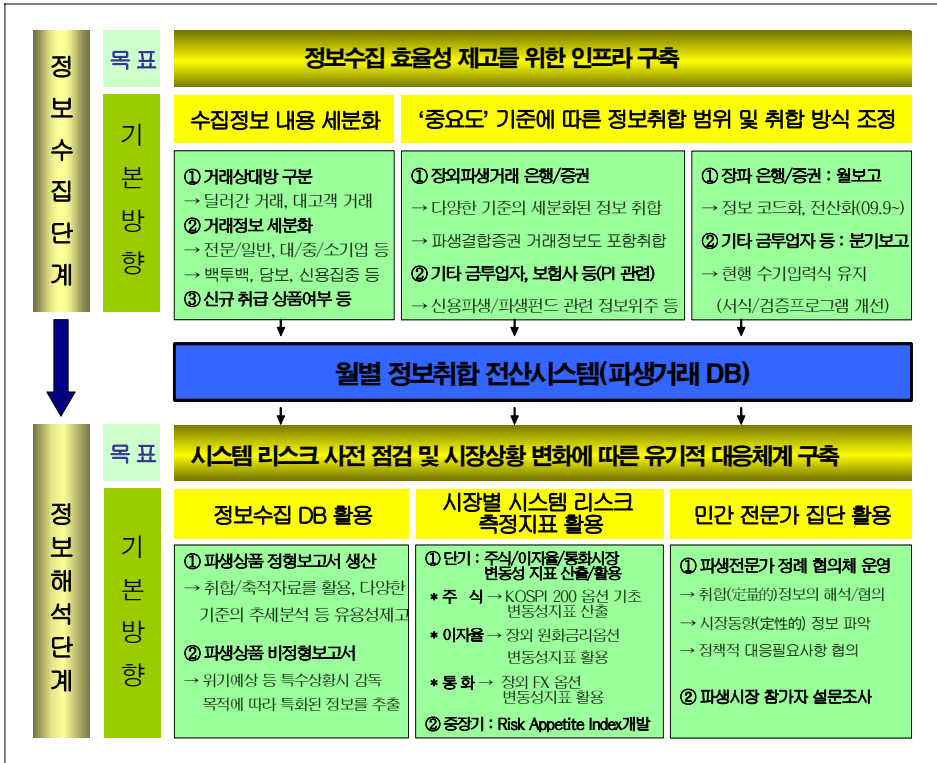 정보수집단계
목 표
정보수집 효율성 제고를 위한 인프라 구축
기본방향
수집정보 내용 세분화
① 거래상대방 구분
→ 딜러간 거래, 대고객 거래
② 거래정보 세분화
→ 전문/일반, 대/중/소기업 등
→ 백투백, 담보, 신용집중 등
③ 신규 취급 상품여부 등
‘중요도’ 기준에 따른 정보취합 범위 및 취합 방식 조정
① 장외파생거래 은행/증권
→ 다양한 기준의 세분화된 정보 취합
→ 파생결합증권 거래정보도 포함취합
② 기타 금투업자, 보험사 등(PI 관련)
→ 신용파생/파생펀드 관련 정보위주 등
① 장파 은행/증권 : 월보고
→ 정보 코드화, 전산화(09.9~)
② 기타 금투업자 등 : 분기보고
→ 현행 수기입력식 유지
(서식/검증프로그램 개선)
월별 정보취합 전산시스템(파생거래 DB)
정보해석단계
목 표
시스템 리스크 사전 점검 및 시장상황 변화에 따른 유기적 대응체계 구축
기본방향
정보수집 DB 활용
① 파생상품 정형보고서 생산
→ 취합/축적자료를 활용, 다양한
기준의 추세분석 등 유용성제고
② 파생상품 비정형보고서
→ 위기예상 등 특수상황시 감독
목적에 따라 특화된 정보를 추출
시장별 시스템 리스크
측정지표 활용
① 단기 : 주식/이자율/통화시장
변동성 지표 산출/활용
* 주 식 → KOSPI 200 옵션 기초
변동성지표 산출
* 이자율 → 장외 원화금리옵션
변동성지표 활용
* 통 화 → 장외 FX 옵션
변동성지표 활용
② 중장기 : Risk Appetite Index개발
민간 전문가 집단 활용
① 파생전문가 정례 협의체 운영
→ 취합(定量的)정보의 해석/협의
→ 시장동향(定性的) 정보 파악
→ 정책적 대응필요사항 협의
② 파생시장 참가자 설문조사